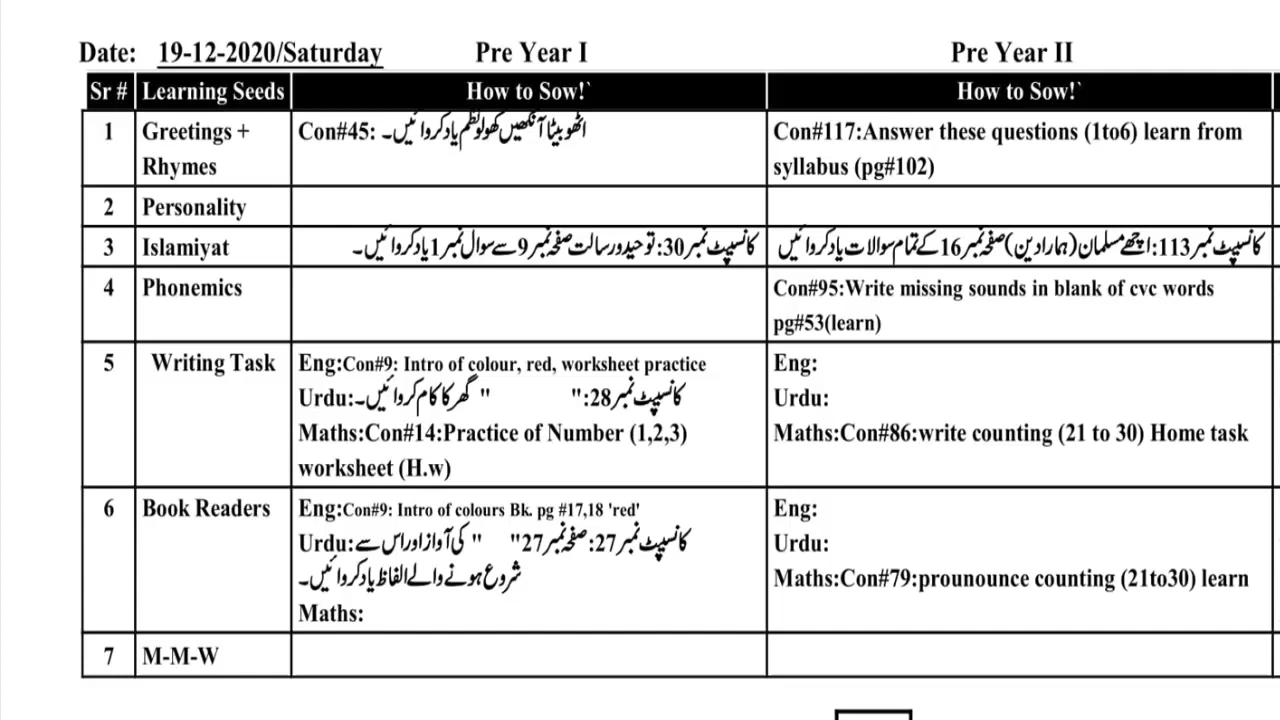 Date: 19-12-2020/Saturday Pre Year I Pre Year II
Sr # Learning Seeds How to Sow!` How to Sow!`
1 Greetings + Con#45: اٹھو بیٹا آنکھیں کھولو نظم یاد کروائیں۔ Con#117:Answer these questions (1to6) learn from
Rhymes syllabus (pg#102)
2 Personality
3 Islamiyat کانسپٹ نمبر 30: توحید ورسالت صفحہ نمبر 9 سے سوال نمبر 1 یاد کروائیں۔ کانسپٹ نمبر 113: اچھے مسلمان (ہمارا دین) صفحہ نمبر 16 کے تمام سوالات یاد کروائیں
4 Phonemics Con#95:Write missing sounds in blank of cvc words
pg#53(learn)
5 Writing Task Eng:Con#9: Intro of colour, red, worksheet practice Eng:
Urdu: کانسپٹ نمبر 28: " " گھر کا کام کروائیں۔ Urdu:
Maths:Con#14:Practice of Number (1,2,3) Maths:Con#86:write counting (21 to 30) Home task
worksheet (H.w)
6 Book Readers Eng:Con#9: Intro of colours Bk. pg #17,18 'red' Eng:
Urdu: کانسپٹ نمبر 27: صفحہ نمبر 27 " " کی آواز اور اس سے Urdu:
شروع ہونے والے الفاظ یاد کروائیں۔ Maths:Con#79:prounounce counting (21to30) learn
Maths:
7 M-M-W